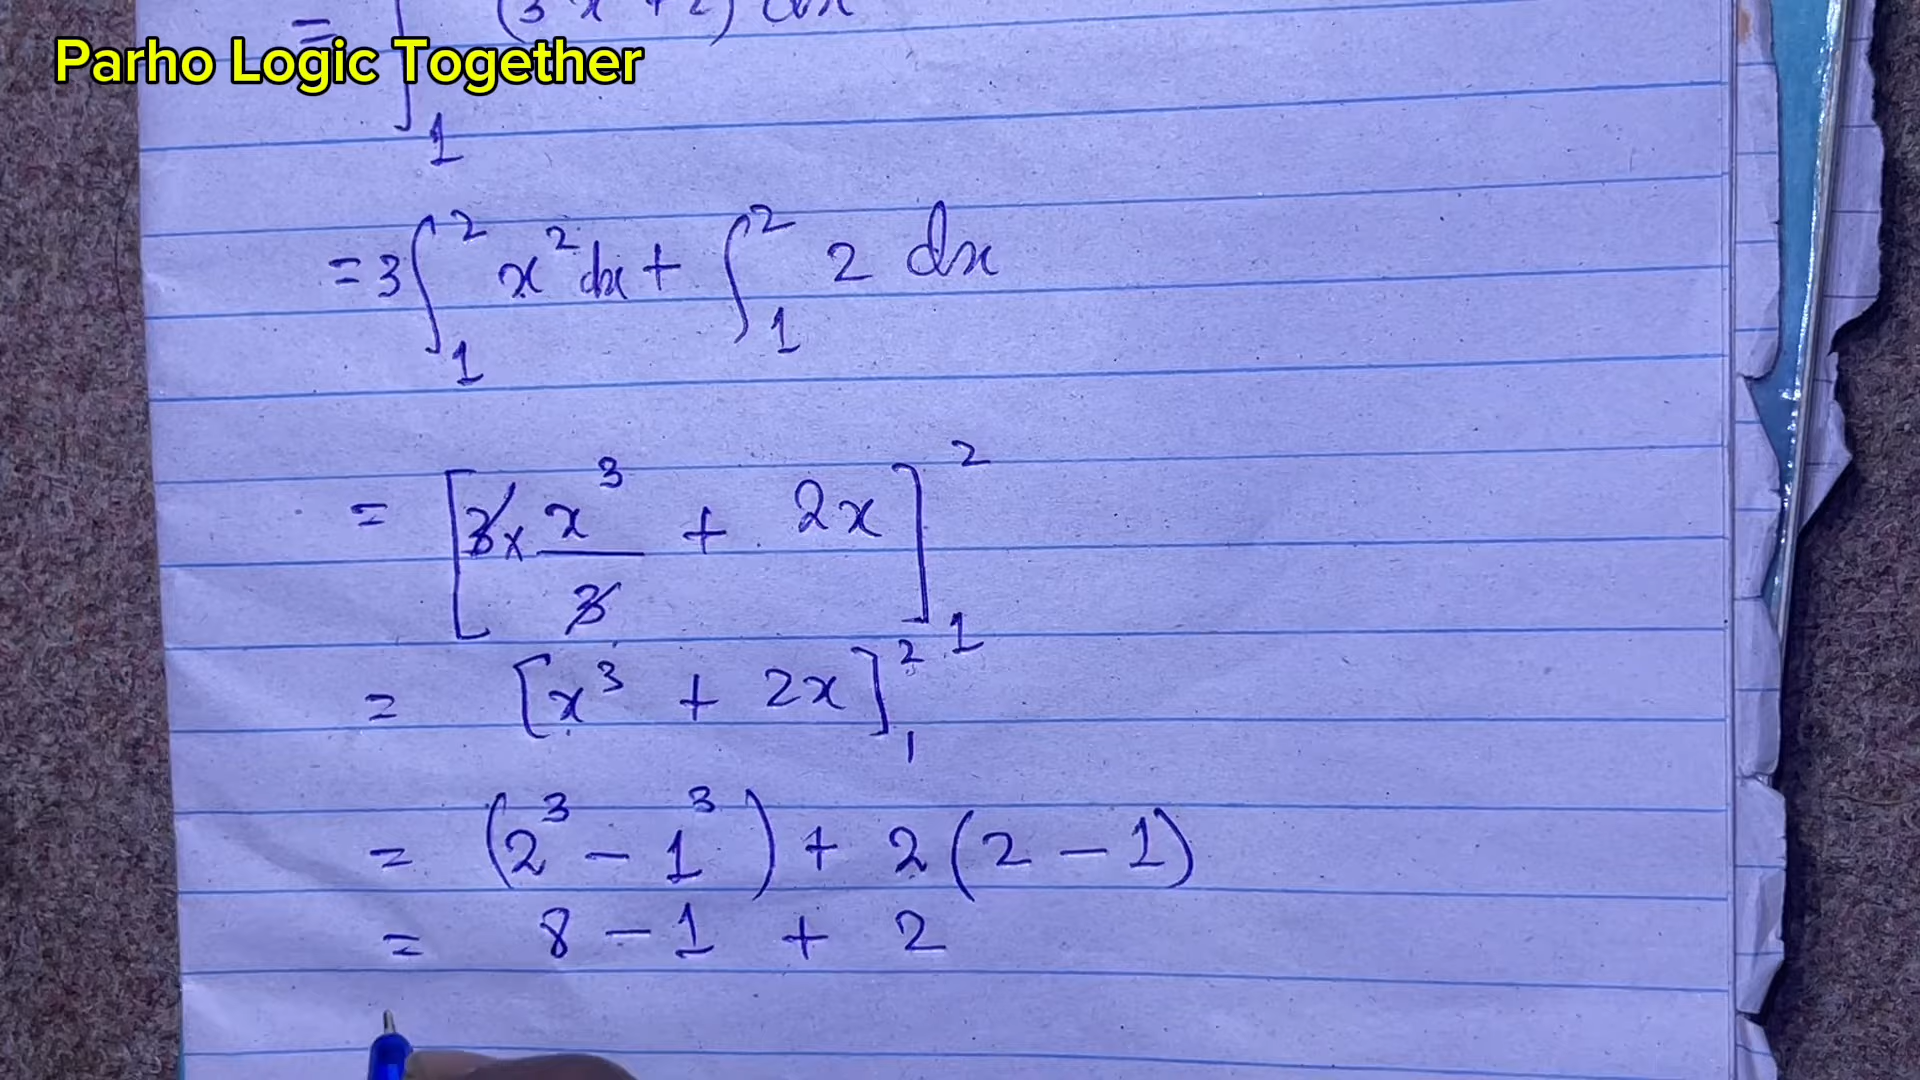 = ∫
Parho Logic Together
1
= 3∫₁² x² dx + ∫₁² 2 dx
= [3 × x³/3 + 2x]₁²
= [x³ + 2x]₁²
= (2³ − 1³) + 2(2 − 1)
= 8 − 1 + 2